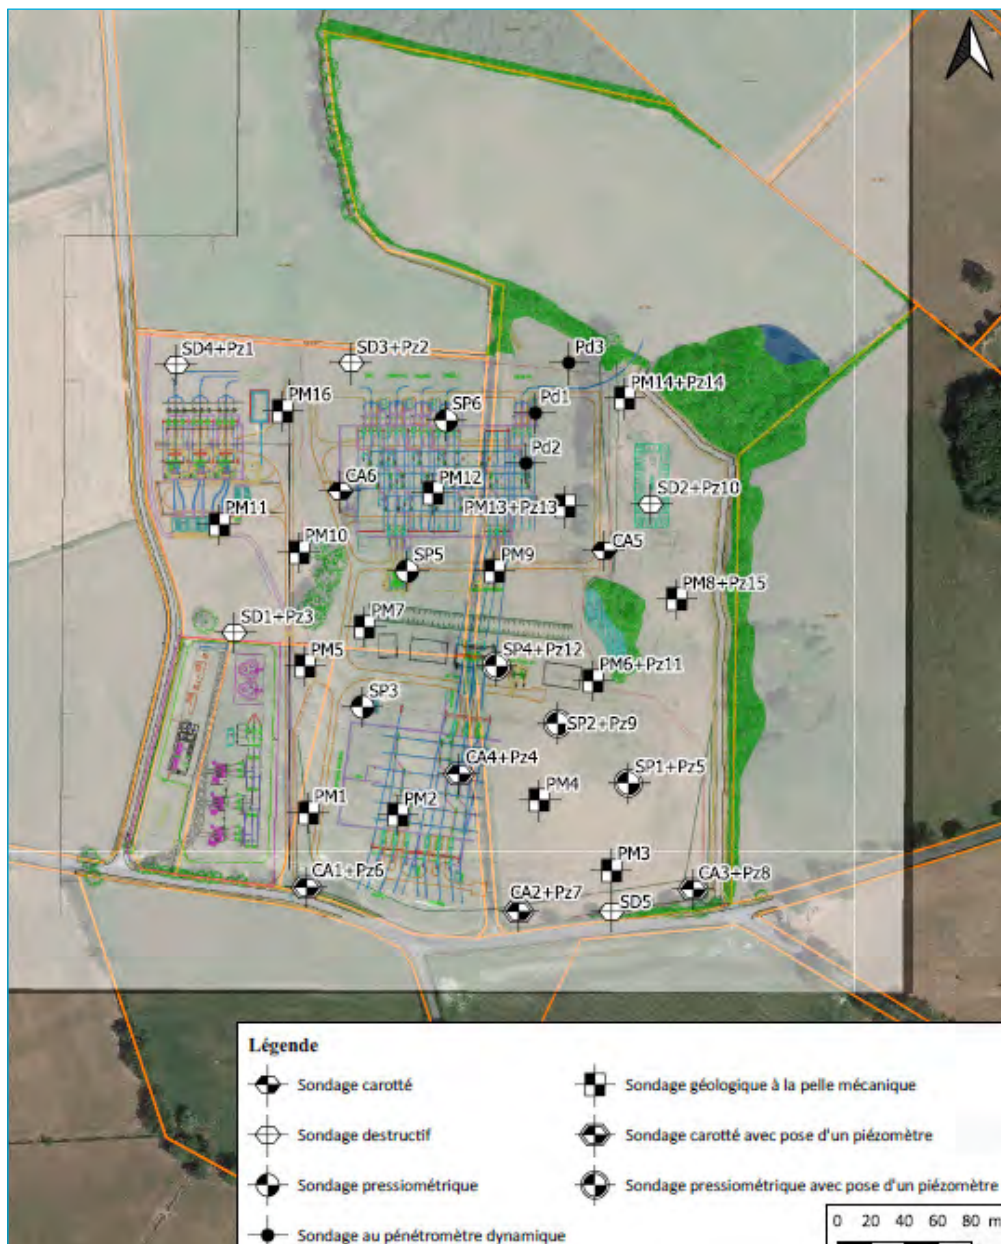 Pd3
SD4+Pz1
SD3+Pz2
PM14+Pz14
PM16
SP6
Pd1
Pd2
CA6
PM12
SD2+Pz10
PM13+Pz13
PM11
PM10
CA5
SP5
PM9
PM8+Pz15
SD1+Pz3
PM7
SP4+Pz12
PM5
PM6+Pz11
SP3
SP2+Pz9
CA4+Pz4
SP1+Pz5
PM4
PM1
PM2
PM3
CA1+Pz6
CA3+Pz8
CA2+Pz7
SD5
Légende
Sondage carotté
Sondage géologique à la pelle mécanique
Sondage destructif
Sondage carotté avec pose d'un piézomètre
Sondage pressiométrique
Sondage pressiométrique avec pose d'un piézomètre
Sondage au pénétromètre dynamique
0 20 40 60 80 m